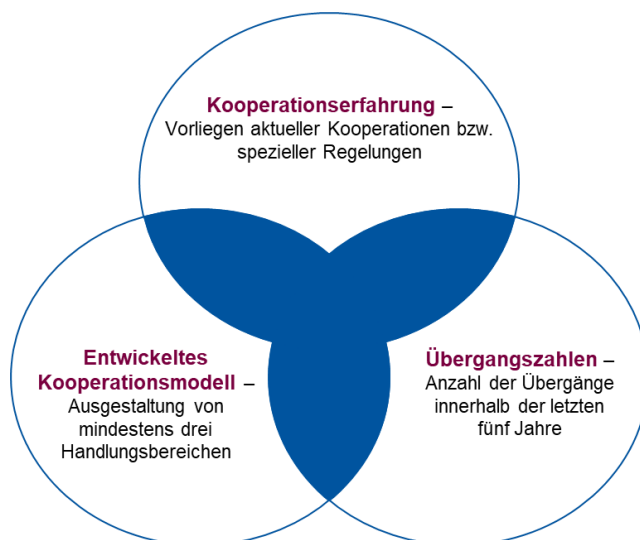 Kooperationserfahrung –
Vorliegen aktueller Kooperationen bzw.
spezieller Regelungen
Entwickeltes
Kooperationsmodell –
Ausgestaltung von
mindestens drei
Handlungsbereichen
Übergangszahlen –
Anzahl der Übergänge
innerhalb der letzten
fünf Jahre